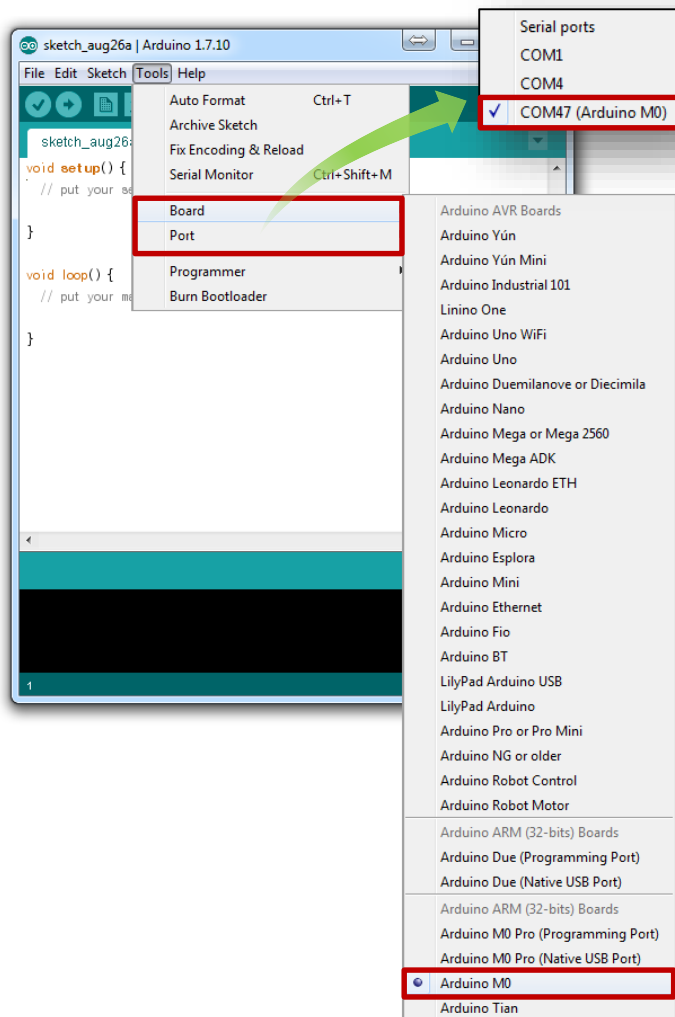 sketch_aug26a | Arduino 1.7.10
File Edit Sketch Tools Help
sketch_aug26
void setup() {
// put your se
}
void loop() {
// put your ma
}
1
Auto Format Ctrl+T
Archive Sketch
Fix Encoding & Reload
Serial Monitor Ctrl+Shift+M
Board
Port
Programmer
Burn Bootloader
Serial ports
COM1
COM4
COM47 (Arduino M0)
Arduino AVR Boards
Arduino Yún
Arduino Yún Mini
Arduino Industrial 101
Linino One
Arduino Uno WiFi
Arduino Uno
Arduino Duemilanove or Diecimila
Arduino Nano
Arduino Mega or Mega 2560
Arduino Mega ADK
Arduino Leonardo ETH
Arduino Leonardo
Arduino Micro
Arduino Esplora
Arduino Mini
Arduino Ethernet
Arduino Fio
Arduino BT
LilyPad Arduino USB
LilyPad Arduino
Arduino Pro or Pro Mini
Arduino NG or older
Arduino Robot Control
Arduino Robot Motor
Arduino ARM (32-bits) Boards
Arduino Due (Programming Port)
Arduino Due (Native USB Port)
Arduino ARM (32-bits) Boards
Arduino M0 Pro (Programming Port)
Arduino M0 Pro (Native USB Port)
Arduino M0
Arduino Tian